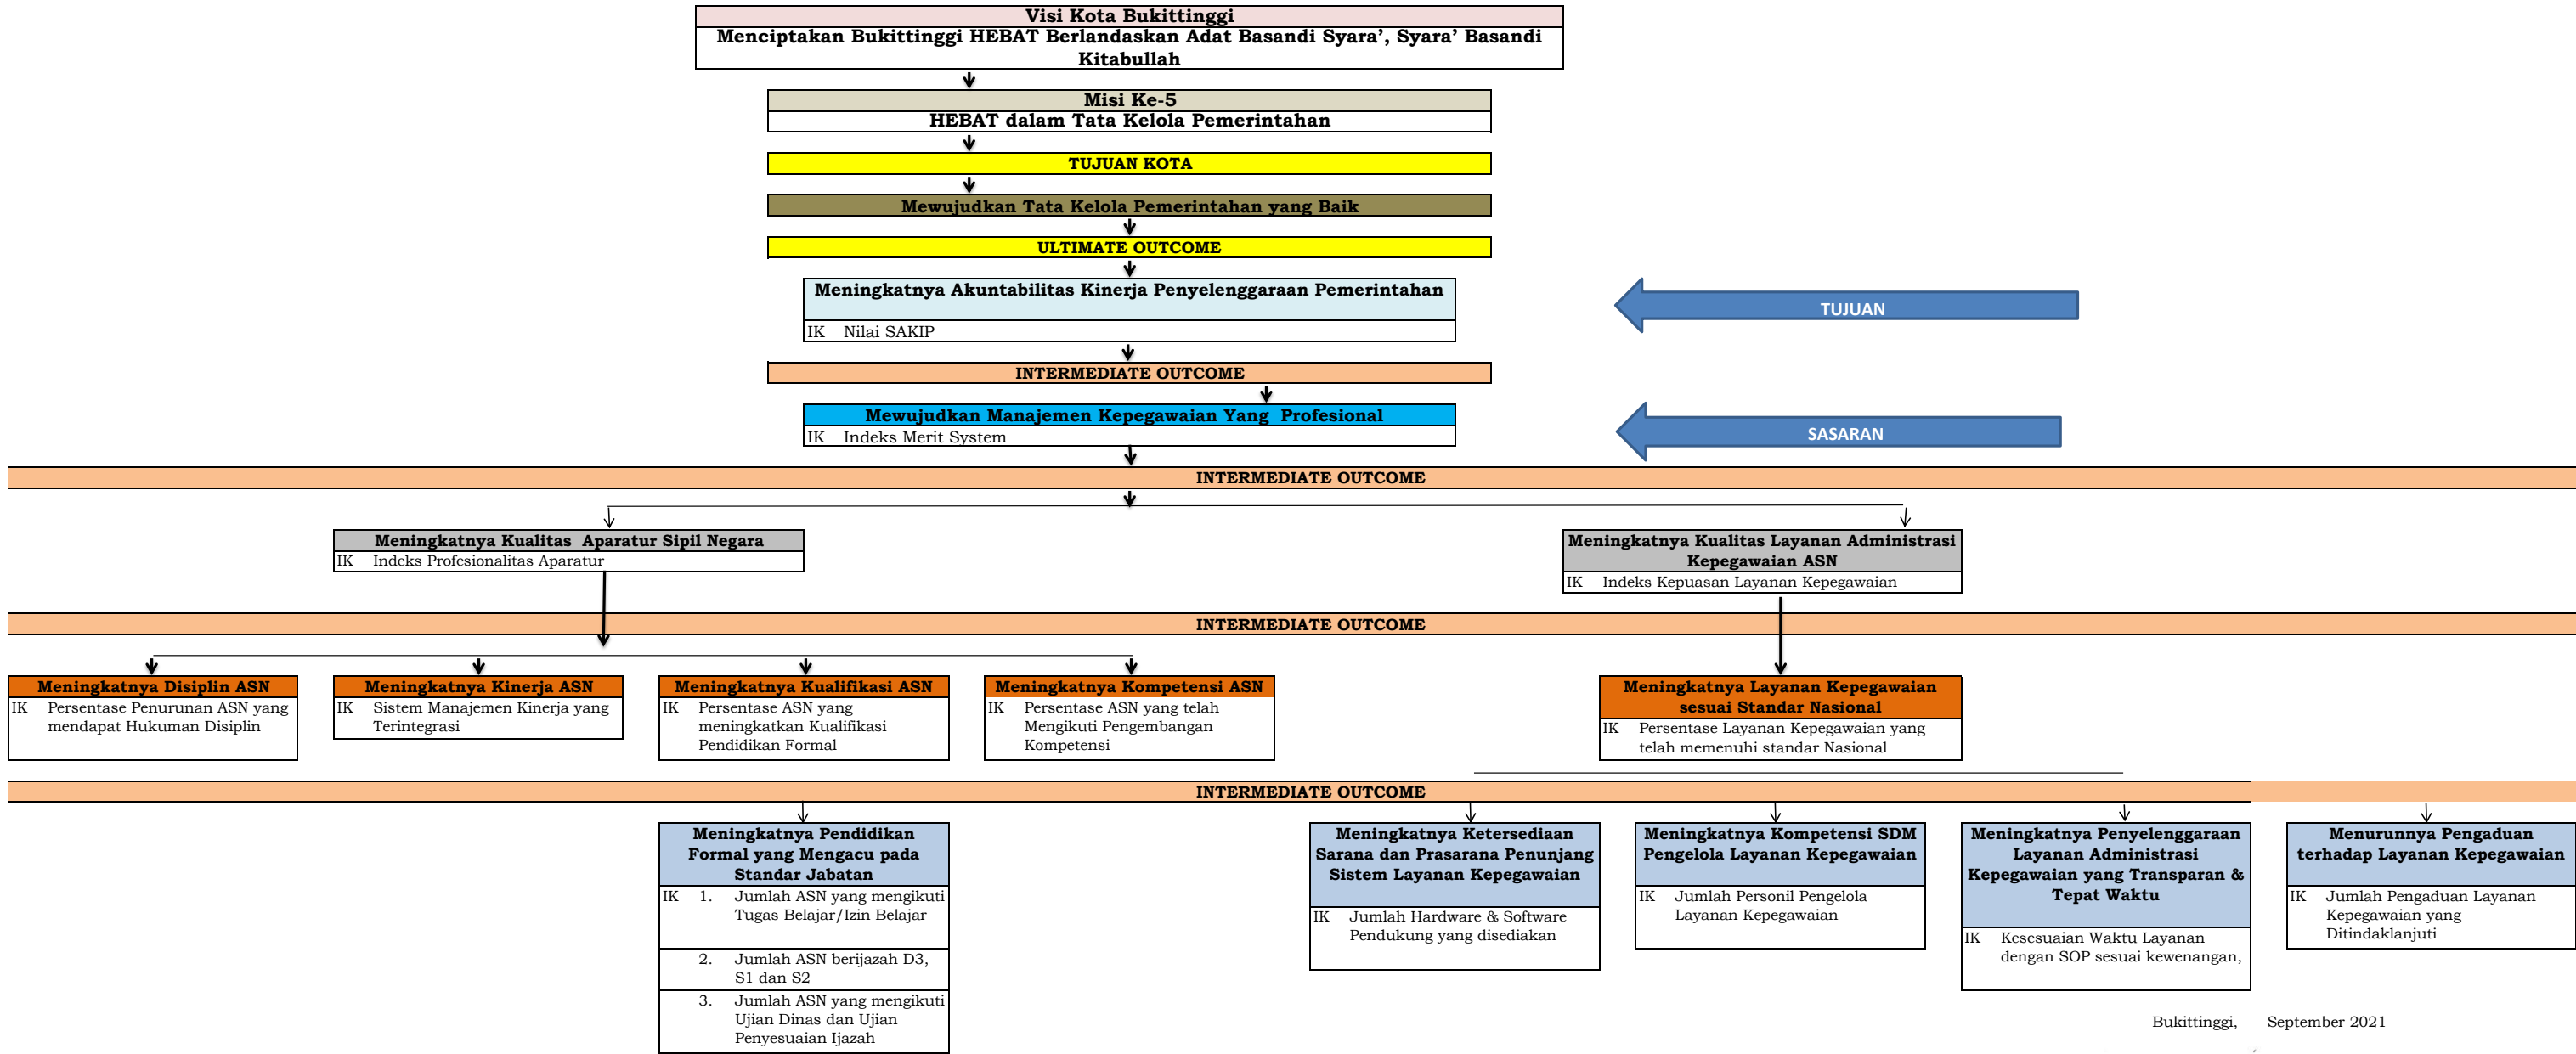 Visi Kota Bukittinggi
Menciptakan Bukittinggi HEBAT Berlandaskan Adat Basandi Syara’, Syara’ Basandi
Kitabullah
Misi Ke-5
HEBAT dalam Tata Kelola Pemerintahan
TUJUAN KOTA
Mewujudkan Tata Kelola Pemerintahan yang Baik
ULTIMATE OUTCOME
Meningkatnya Akuntabilitas Kinerja Penyelenggaraan Pemerintahan
IK Nilai SAKIP
TUJUAN
INTERMEDIATE OUTCOME
Mewujudkan Manajemen Kepegawaian Yang Profesional
IK Indeks Merit System
SASARAN
INTERMEDIATE OUTCOME
Meningkatnya Kualitas Aparatur Sipil Negara
IK Indeks Profesionalitas Aparatur
Meningkatnya Kualitas Layanan Administrasi
Kepegawaian ASN
IK Indeks Kepuasan Layanan Kepegawaian
INTERMEDIATE OUTCOME
Meningkatnya Disiplin ASN
IK Persentase Penurunan ASN yang
mendapat Hukuman Disiplin
Meningkatnya Kinerja ASN
IK Sistem Manajemen Kinerja yang
Terintegrasi
Meningkatnya Kualifikasi ASN
IK Persentase ASN yang
meningkatkan Kualifikasi
Pendidikan Formal
Meningkatnya Kompetensi ASN
IK Persentase ASN yang telah
Mengikuti Pengembangan
Kompetensi
Meningkatnya Layanan Kepegawaian
sesuai Standar Nasional
IK Persentase Layanan Kepegawaian yang
telah memenuhi standar Nasional
INTERMEDIATE OUTCOME
Meningkatnya Pendidikan
Formal yang Mengacu pada
Standar Jabatan
IK 1. Jumlah ASN yang mengikuti
Tugas Belajar/Izin Belajar
2. Jumlah ASN berijazah D3,
S1 dan S2
3. Jumlah ASN yang mengikuti
Ujian Dinas dan Ujian
Penyesuaian Ijazah
Meningkatnya Ketersediaan
Sarana dan Prasarana Penunjang
Sistem Layanan Kepegawaian
IK Jumlah Hardware & Software
Pendukung yang disediakan
Meningkatnya Kompetensi SDM
Pengelola Layanan Kepegawaian
IK Jumlah Personil Pengelola
Layanan Kepegawaian
Meningkatnya Penyelenggaraan
Layanan Administrasi
Kepegawaian yang Transparan &
Tepat Waktu
IK Kesesuaian Waktu Layanan
dengan SOP sesuai kewenangan,
Menurunnya Pengaduan
terhadap Layanan Kepegawaian
IK Jumlah Pengaduan Layanan
Kepegawaian yang
Ditindaklanjuti
Bukittinggi, September 2021